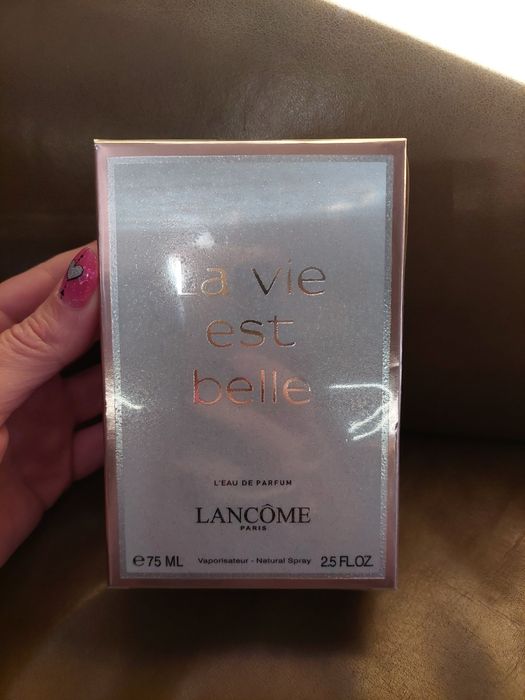 La vie
est
belle
L'EAU DE PARFUM
LANCÔME
PARIS
℮75 ML Vaporisateur - Natural Spray 2.5 FL.OZ.